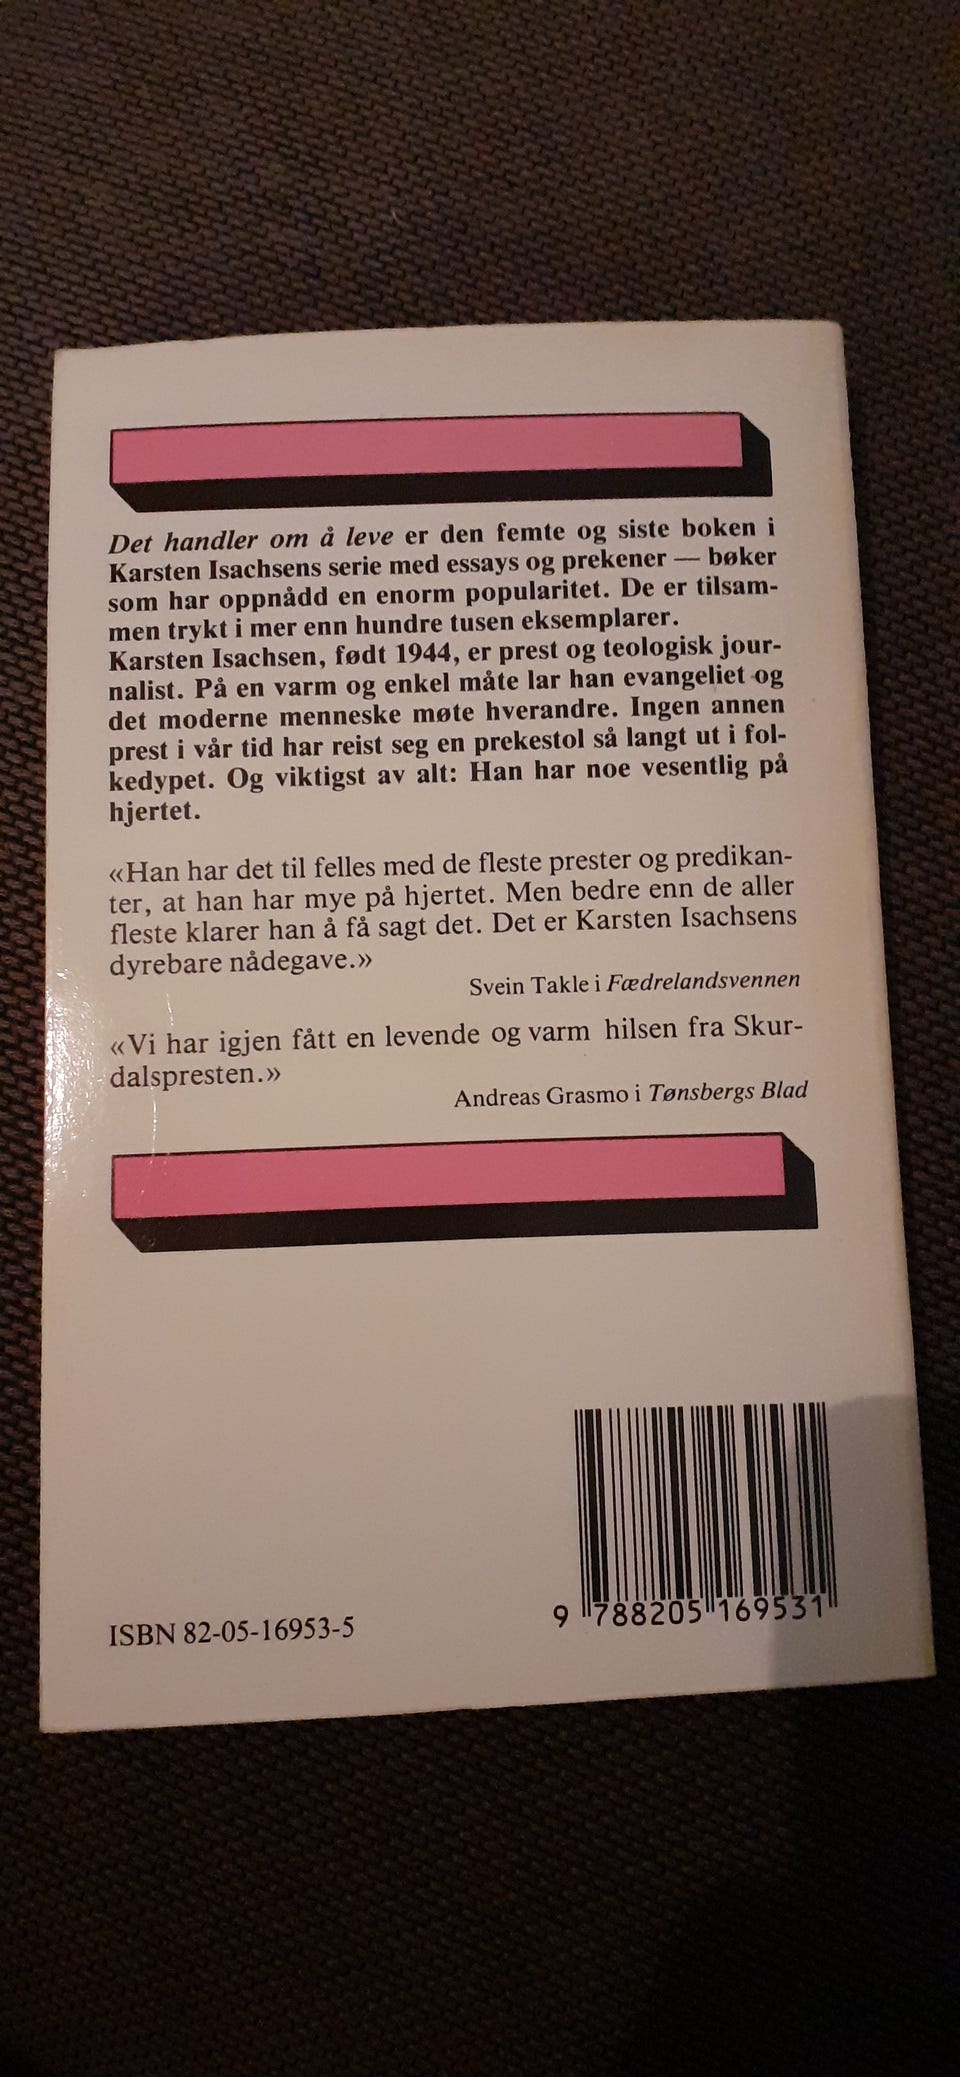 Det handler om å leve er den femte og siste boken i
Karsten Isachsens serie med essays og prekener — bøker
som har oppnådd en enorm popularitet. De er tilsam-
men trykt i mer enn hundre tusen eksemplarer.
Karsten Isachsen, født 1944, er prest og teologisk jour-
nalist. På en varm og enkel måte lar han evangeliet og
det moderne menneske møte hverandre. Ingen annen
prest i vår tid har reist seg en prekestol så langt ut i fol-
kedypet. Og viktigst av alt: Han har noe vesentlig på
hjertet.
«Han har det til felles med de fleste prester og predikan-
ter, at han har mye på hjertet. Men bedre enn de aller
fleste klarer han å få sagt det. Det er Karsten Isachsens
dyrebare nådegave.»
Svein Takle i Fædrelandsvennen
«Vi har igjen fått en levende og varm hilsen fra Skur-
dalspresten.»
Andreas Grasmo i Tønsbergs Blad
ISBN 82-05-16953-5
9 788205 169531